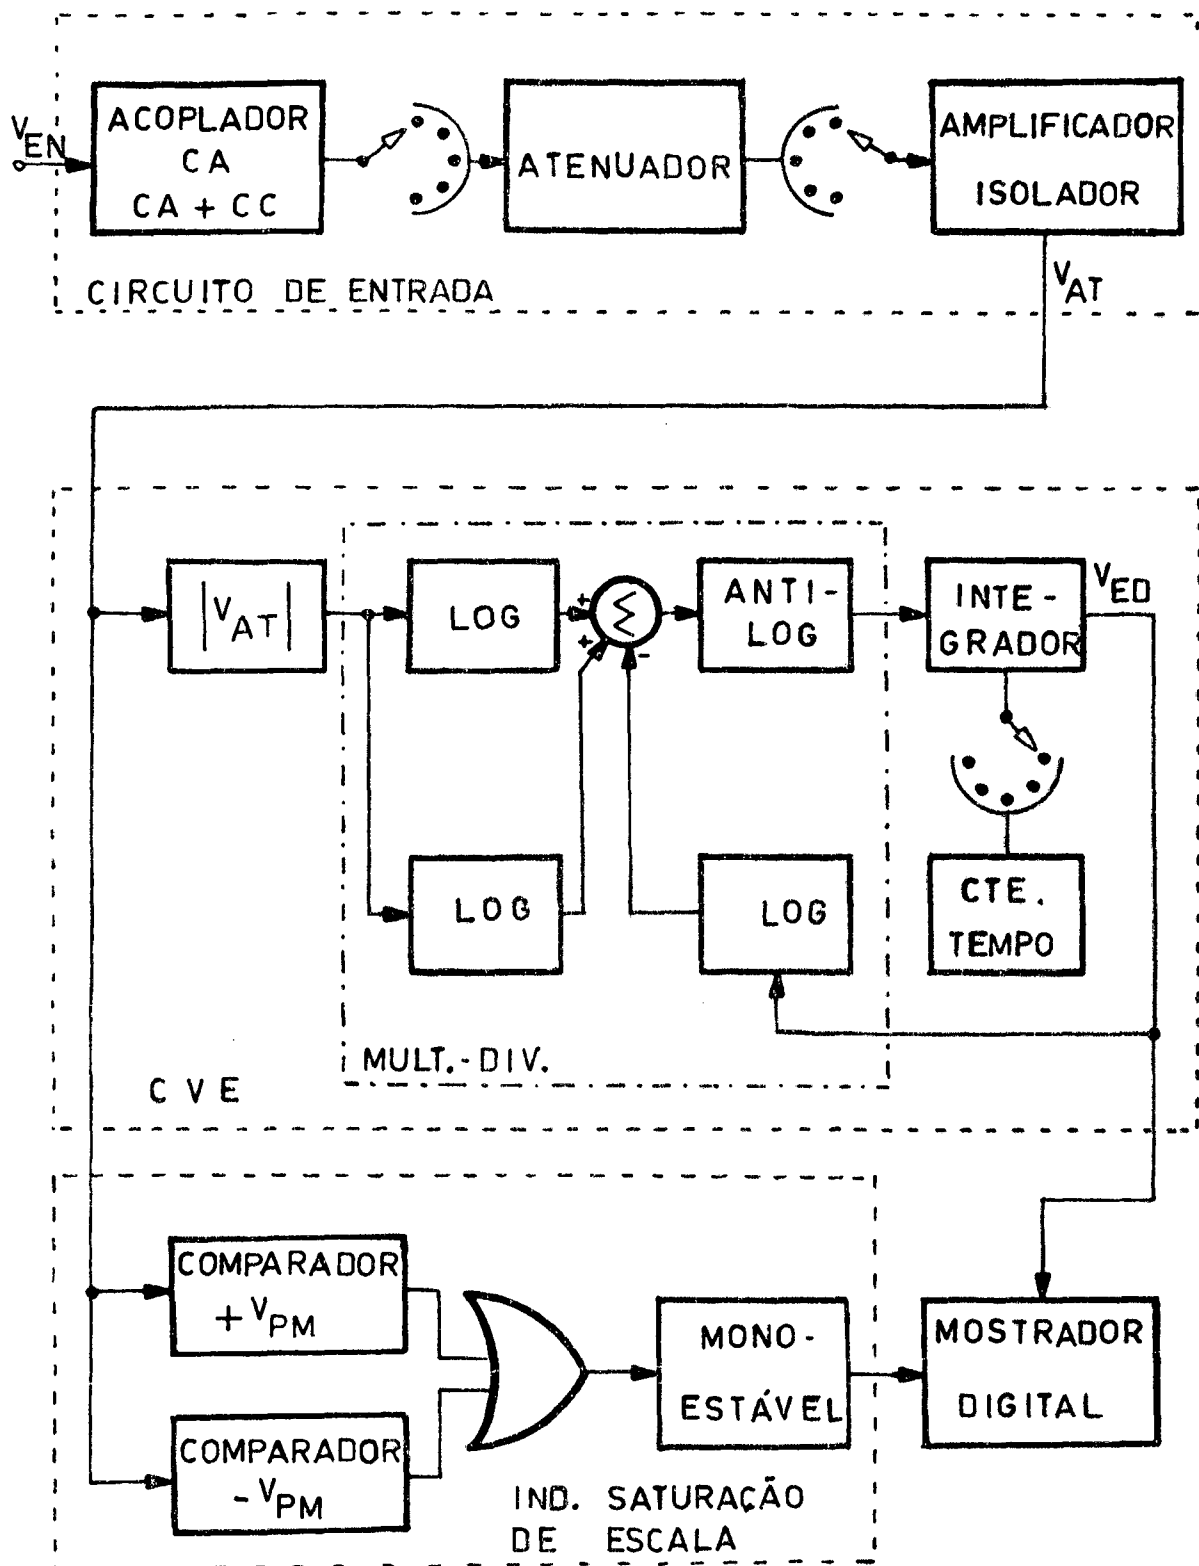 V_EN
ACOPLADOR
CA
CA + CC
ATENUADOR
AMPLIFICADOR
ISOLADOR
CIRCUITO DE ENTRADA
V_AT
|V_AT|
LOG
+
+
-
Σ
ANTI-
LOG
INTE-
GRADOR
V_ED
LOG
LOG
CTE.
TEMPO
MULT.-DIV.
C V E
COMPARADOR
+ V_PM
COMPARADOR
- V_PM
MONO-
ESTÁVEL
MOSTRADOR
DIGITAL
IND. SATURAÇÃO
DE ESCALA